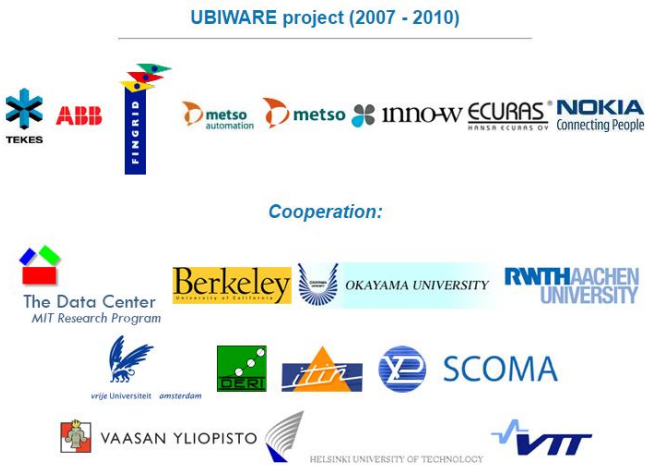 UBIWARE project (2007 - 2010)
TEKES
ABB
FINGRID
metso
automation
metso
inno-w
ECURAS
HANSA ECURAS OY
NOKIA
Connecting People
Cooperation:
The Data Center
MIT Research Program
Berkeley
University of California
OKAYAMA UNIVERSITY
RWTHAACHEN
UNIVERSITY
vrije Universiteit amsterdam
DERI
itin
SCOMA
VAASAN YLIOPISTO
HELSINKI UNIVERSITY OF TECHNOLOGY
VTT